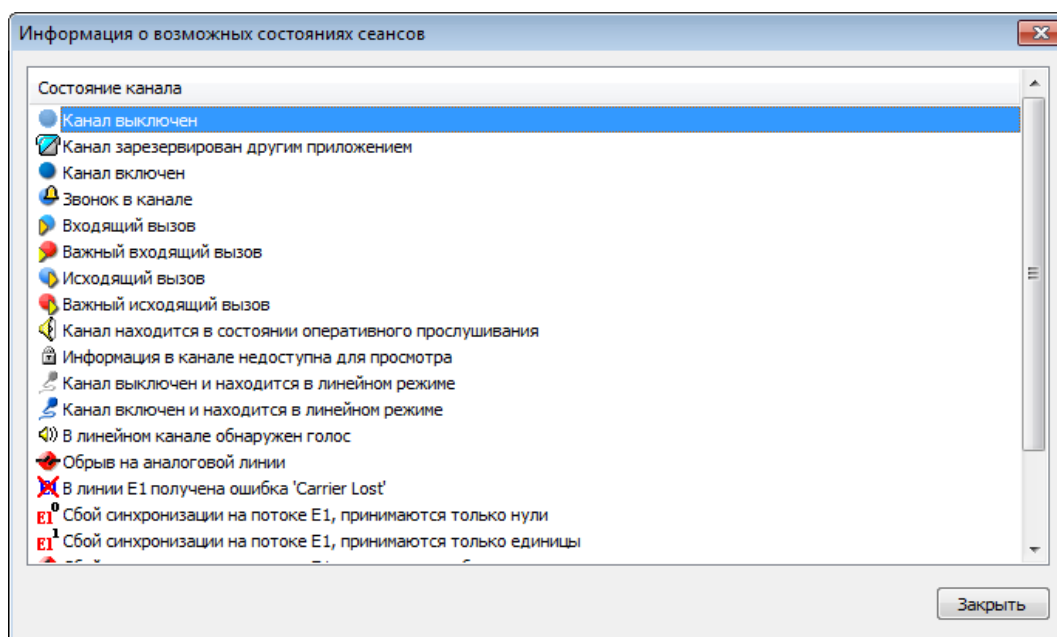 Информация о возможных состояниях сеансов
Состояние канала
Канал выключен
Канал зарезервирован другим приложением
Канал включен
Звонок в канале
Входящий вызов
Важный входящий вызов
Исходящий вызов
Важный исходящий вызов
Канал находится в состоянии оперативного прослушивания
Информация в канале недоступна для просмотра
Канал выключен и находится в линейном режиме
Канал включен и находится в линейном режиме
В линейном канале обнаружен голос
Обрыв на аналоговой линии
В линии E1 получена ошибка 'Carrier Lost'
E1⁰ Сбой синхронизации на потоке E1, принимаются только нули
E1¹ Сбой синхронизации на потоке E1, принимаются только единицы
Закрыть